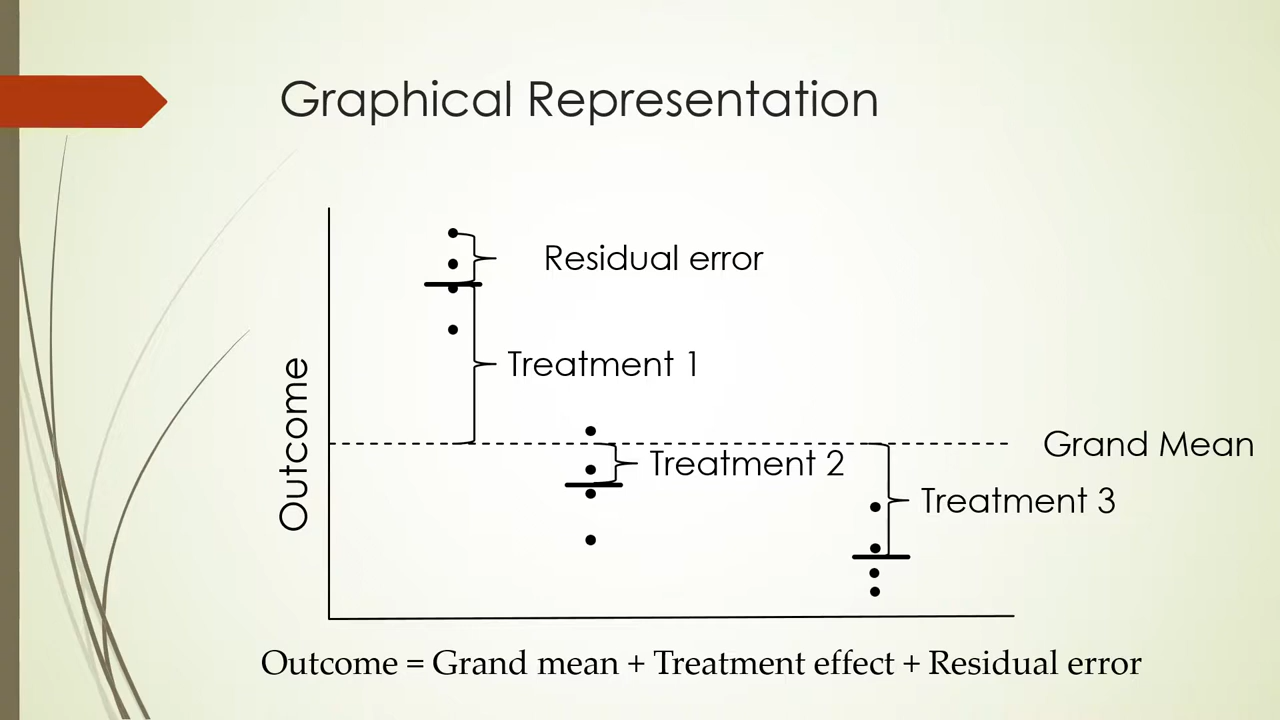 Graphical Representation
Residual error
Treatment 1
Outcome
Grand Mean
Treatment 2
Treatment 3
Outcome = Grand mean + Treatment effect + Residual error